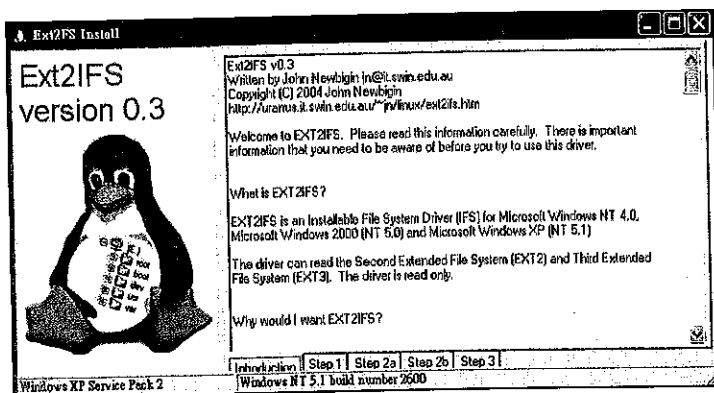 Ext2FS Install
Ext2IFS
version 0.3
Ext2IFS v0.3
Written by John Newbigin jn@it.swin.edu.au
Copyright (C) 2004 John Newbigin
http://uranus.it.swin.edu.au/~jn/linux/ext2ifs.htm
Welcome to EXT2IFS. Please read this information carefully. There is important
information that you need to be aware of before you try to use this driver.
What is EXT2IFS?
EXT2IFS is an Installable File System Driver (IFS) for Microsoft Windows NT 4.0,
Microsoft Windows 2000 (NT 5.0) and Microsoft Windows XP (NT 5.1)
The driver can read the Second Extended File System (EXT2) and Third Extended
File System (EXT3). The driver is read only.
Why would I want EXT2IFS?
root
boot
dev
usr
var
Introduction Step 1 Step 2a Step 2b Step 3
Windows XP Service Pack 2 Windows NT 5.1 build number 2600